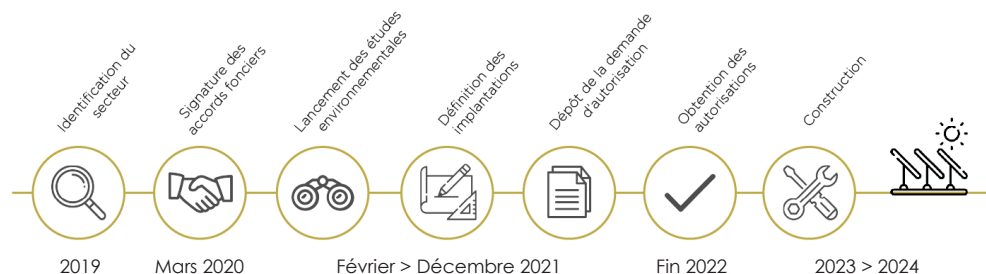 Identification du
secteur
Signature des
accords fonciers
Lancement des études
environnementales
Définition des
implantations
Dépôt de la demande
d'autorisation
Obtention des
autorisations
Construction
2019
Mars 2020
Février > Décembre 2021
Fin 2022
2023 > 2024